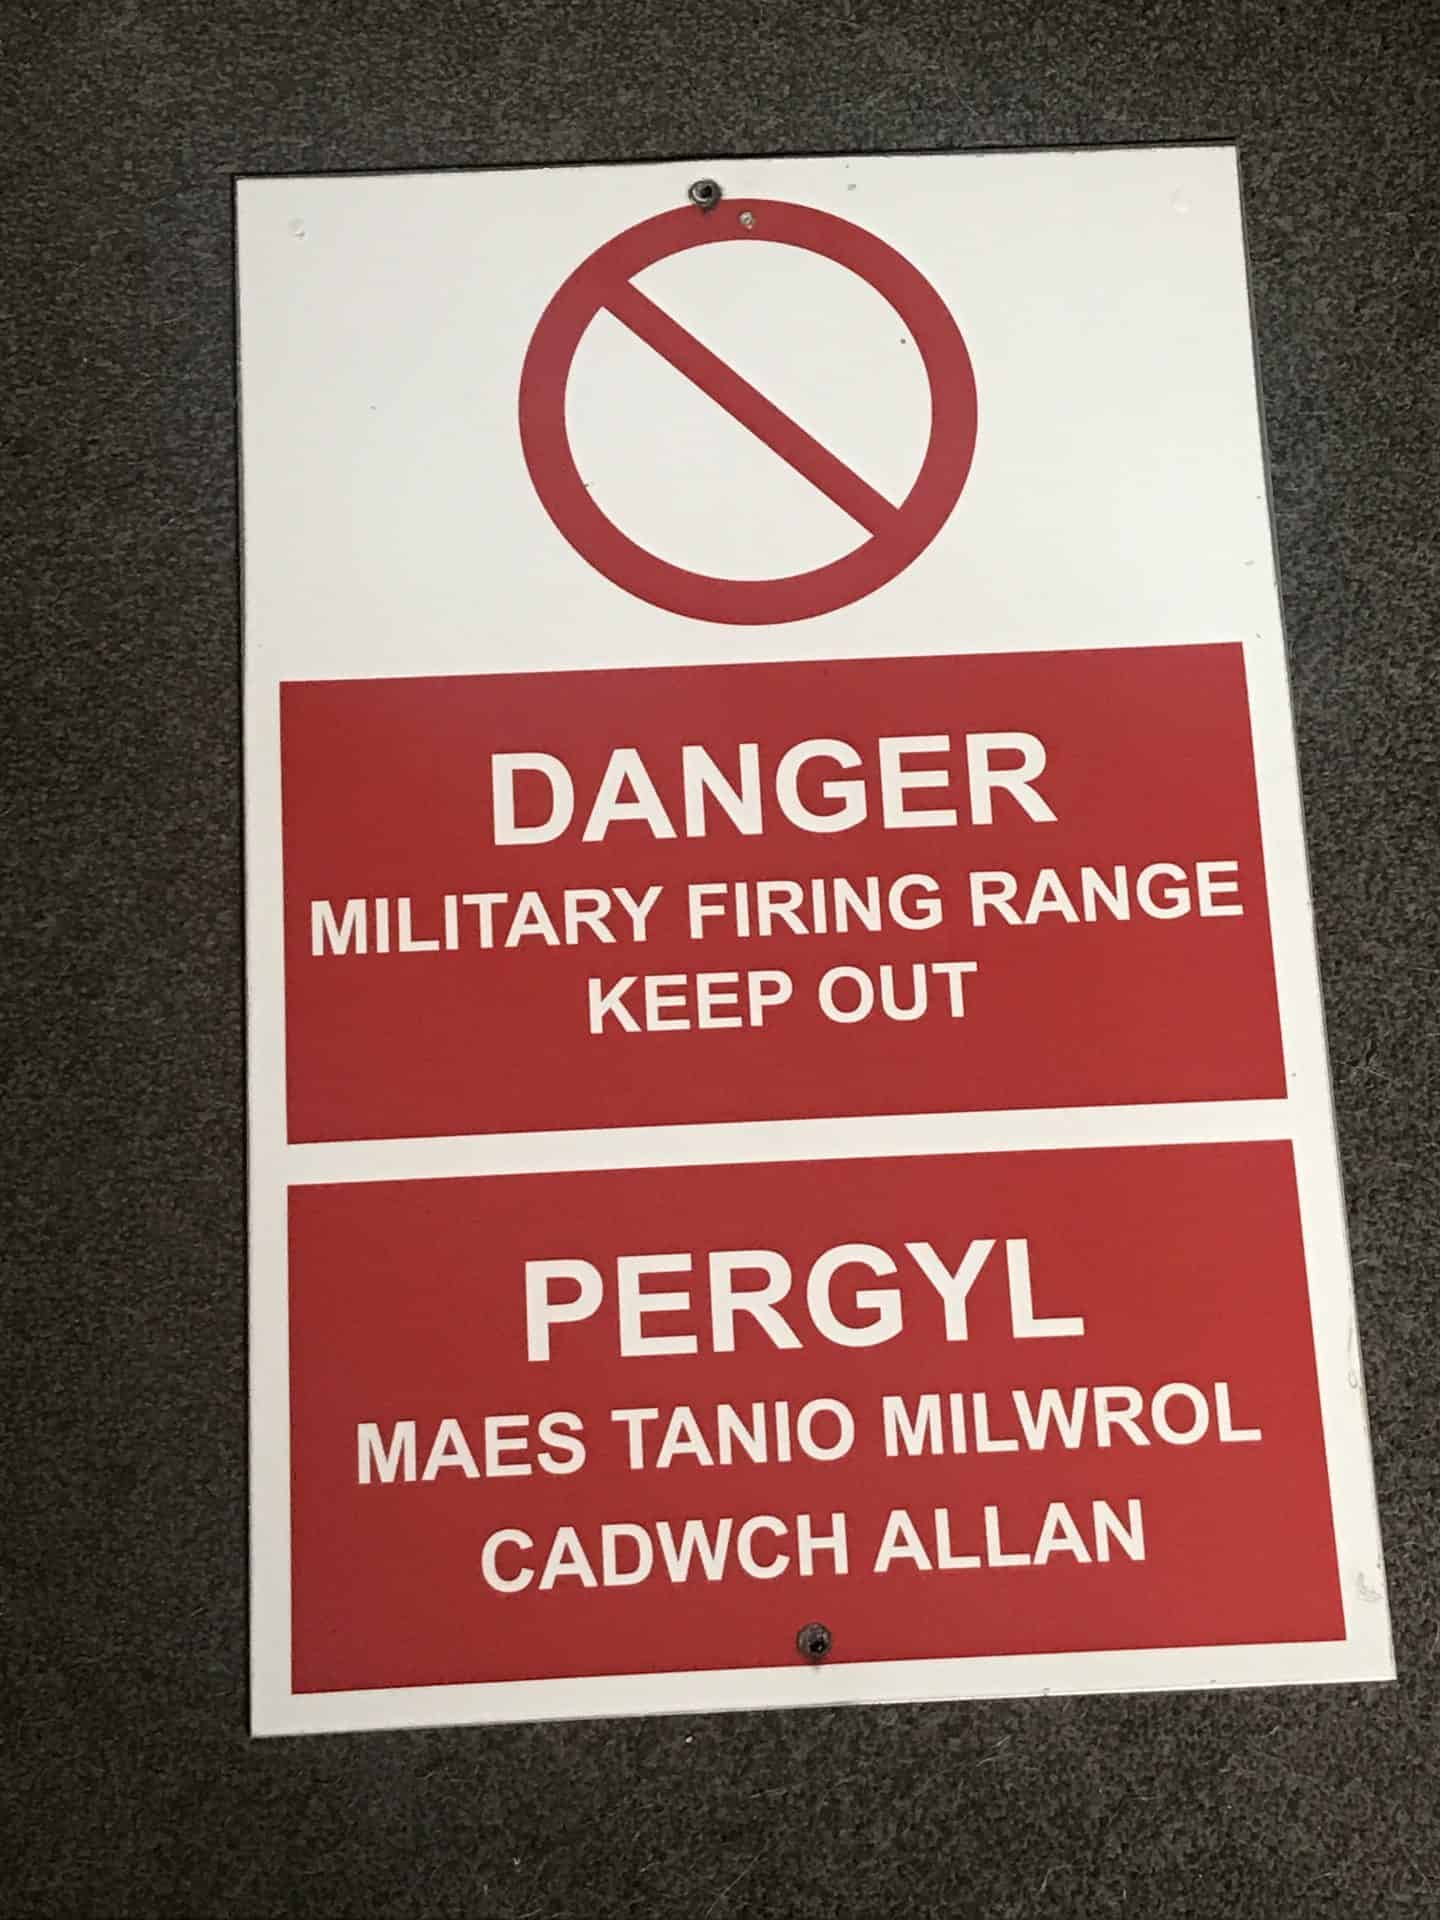 DANGER
MILITARY FIRING RANGE
KEEP OUT
PERGYL
MAES TANIO MILWROL
CADWCH ALLAN